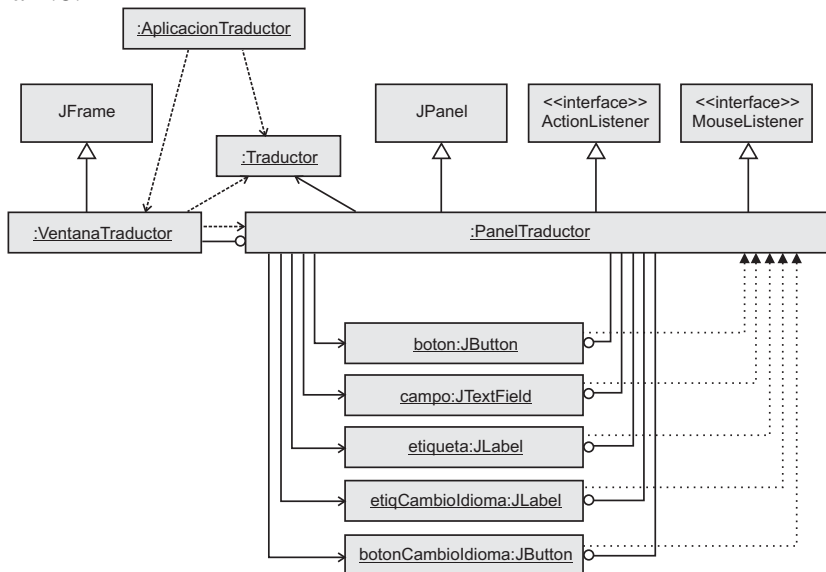 :AplicacionTraductor
JFrame
JPanel
<<interface>>
ActionListener
<<interface>>
MouseListener
:Traductor
:VentanaTraductor
:PanelTraductor
boton:JButton
campo:JTextField
etiqueta:JLabel
etiqCambioIdioma:JLabel
botonCambioIdioma:JButton